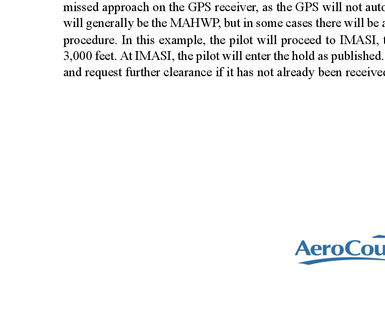 missed approach on the GPS receiver, as the GPS will not auto
will generally be the MAHWP, but in some cases there will be a
procedure. In this example, the pilot will proceed to IMASI, t
3,000 feet. At IMASI, the pilot will enter the hold as published.
and request further clearance if it has not already been received
AeroCou